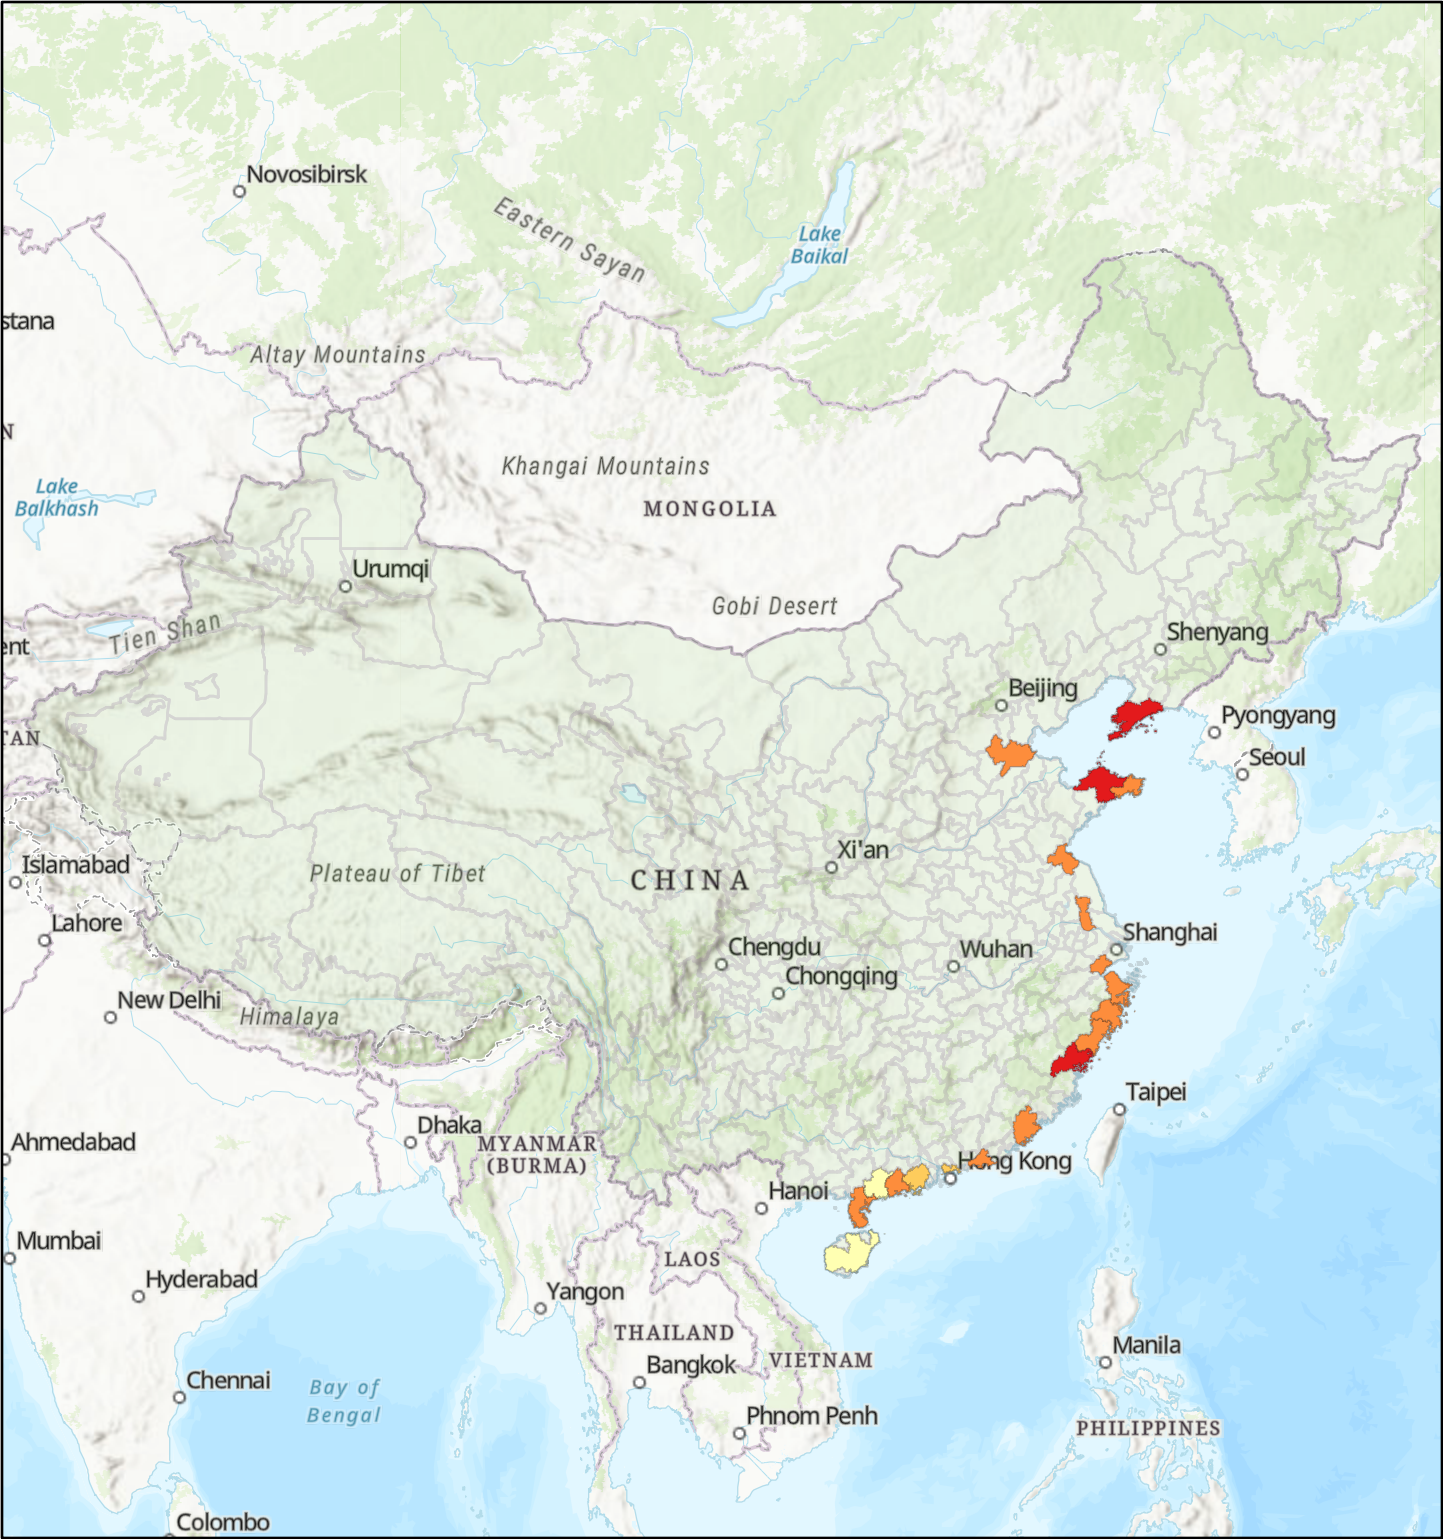 Novosibirsk
Eastern Sayan
Lake
Baikal
stana
Altay Mountains
N
Khangai Mountains
Lake
Balkhash
MONGOLIA
Urumqi
Gobi Desert
Tien Shan
Shenyang
ent
Beijing
Pyongyang
TAN
Seoul
Xi'an
Islamabad
Plateau of Tibet
CHINA
Lahore
Shanghai
Chengdu
Wuhan
Chongqing
New Delhi
Himalaya
Taipei
Dhaka
Ahmedabad
MYANMAR
(BURMA)
Hong Kong
Hanoi
Mumbai
LAOS
Hyderabad
Yangon
THAILAND
Manila
VIETNAM
Bangkok
Chennai
Bay of
Bengal
Phnom Penh
PHILIPPINES
Colombo